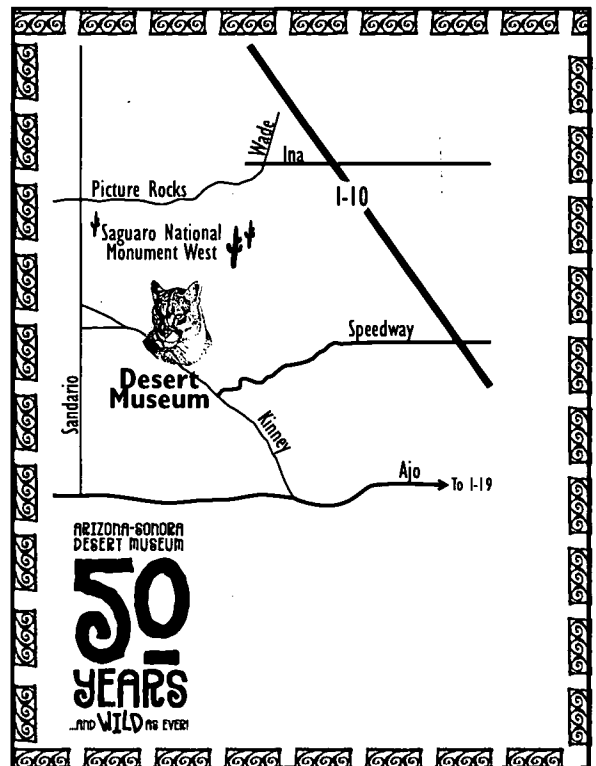 Wade
Ina
Picture Rocks
I-10
Saguaro National
Monument West
Speedway
Desert
Museum
Sandario
Kinney
Ajo
To I-19
ARIZONA-SONORA
DESERT MUSEUM
50
YEARS
...AND WILD AS EVER!